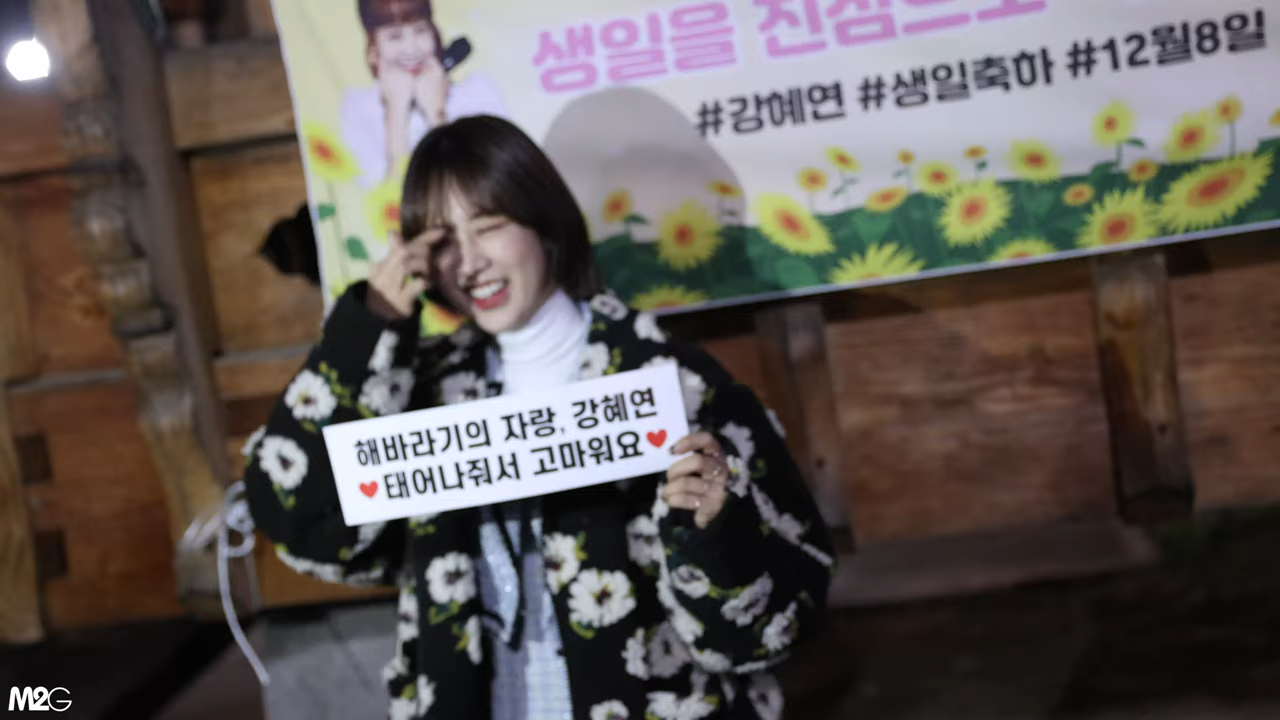 생일을 진심으로
#강혜연 #생일축하 #12월8일
해바라기의 자랑, 강혜연
♥태어나줘서 고마워요♥
M2G